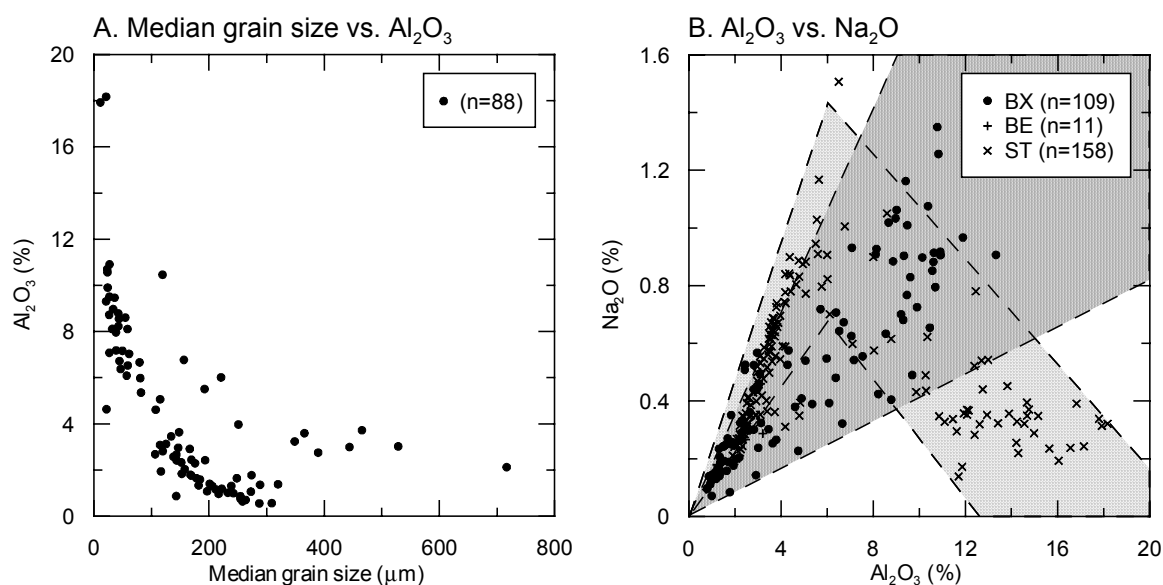 A. Median grain size vs. Al₂O₃
20
16
12
8
4
0
Al₂O₃ (%)
(n=88)
0 200 400 600 800
Median grain size (μm)
B. Al₂O₃ vs. Na₂O
1.6
1.2
0.8
0.4
0
Na₂O (%)
BX (n=109)
BE (n=11)
ST (n=158)
0 4 8 12 16 20
Al₂O₃ (%)